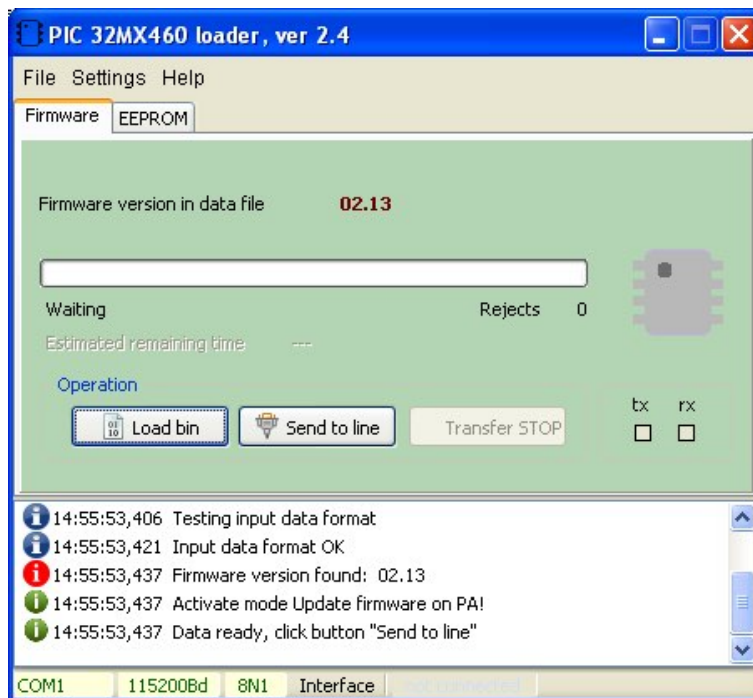 PIC 32MX460 loader, ver 2.4
File Settings Help
Firmware EEPROM
Firmware version in data file 02.13
Waiting Rejects 0
Estimated remaining time ---
Operation
Load bin Send to line Transfer STOP tx rx
14:55:53,406 Testing input data format
14:55:53,421 Input data format OK
14:55:53,437 Firmware version found: 02.13
14:55:53,437 Activate mode Update firmware on PA!
14:55:53,437 Data ready, click button "Send to line"
COM1 115200Bd 8N1 Interface not connected